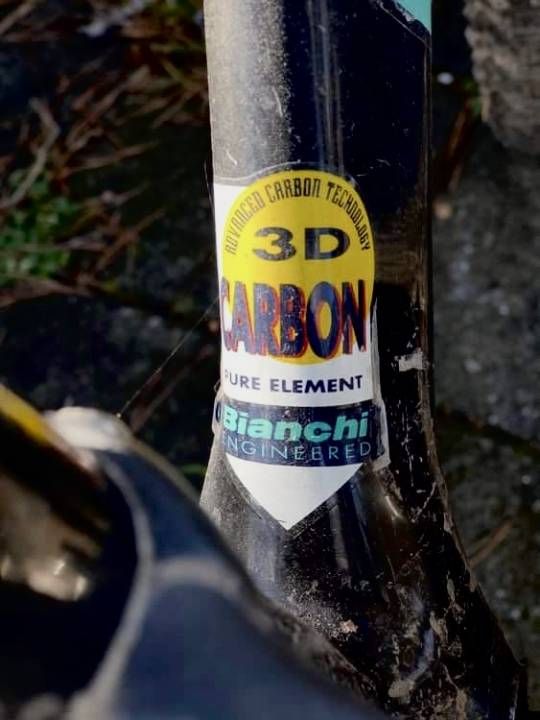 ADVANCED CARBON TECHNOLOGY
3D
CARBON
PURE ELEMENT
Bianchi
ENGINEERED